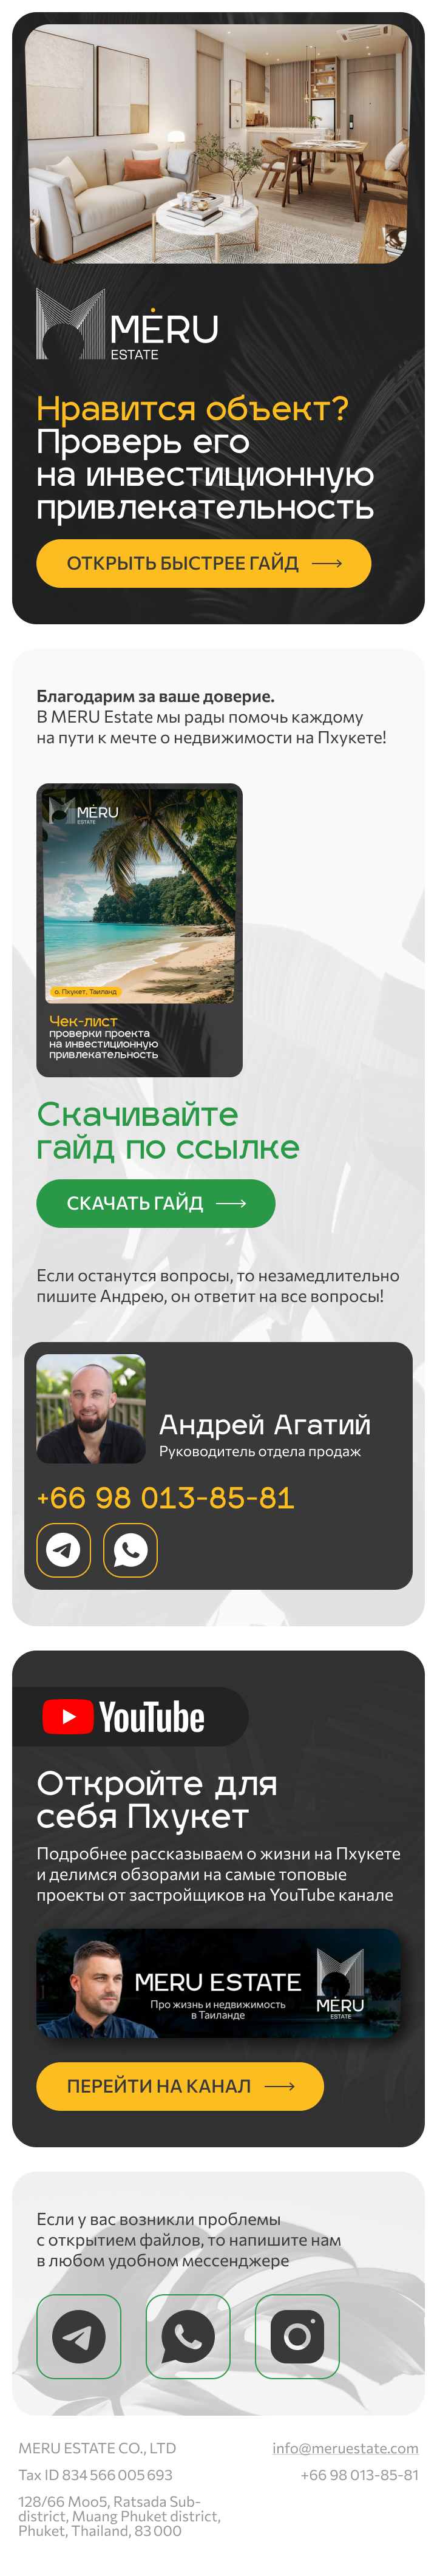 MERU
ESTATE
Нравится объект?
Проверь его
на инвестиционную
привлекательность
ОТКРЫТЬ БЫСТРЕЕ ГАЙД
Благодарим за ваше доверие.
В MERU Estate мы рады помочь каждому
на пути к мечте о недвижимости на Пхукете!
MERU
ESTATE
о. Пхукет, Таиланд
Чек-лист
проверки проекта
на инвестиционную
привлекательность
Скачивайте
гайд по ссылке
СКАЧАТЬ ГАЙД
Если останутся вопросы, то незамедлительно
пишите Андрею, он ответит на все вопросы!
Андрей Агатий
Руководитель отдела продаж
+66 98 013-85-81
YouTube
Откройте для
себя Пхукет
Подробнее рассказываем о жизни на Пхукете
и делимся обзорами на самые топовые
проекты от застройщиков на YouTube канале
MERU ESTATE
Про жизнь и недвижимость
в Таиланде
MERU
ESTATE
ПЕРЕЙТИ НА КАНАЛ
Если у вас возникли проблемы
с открытием файлов, то напишите нам
в любом удобном мессенджере
MERU ESTATE CO., LTD
info@meruestate.com
Tax ID 834 566 005 693
+66 98 013-85-81
128/66 Moo5, Ratsada Sub-
district, Muang Phuket district,
Phuket, Thailand, 83 000